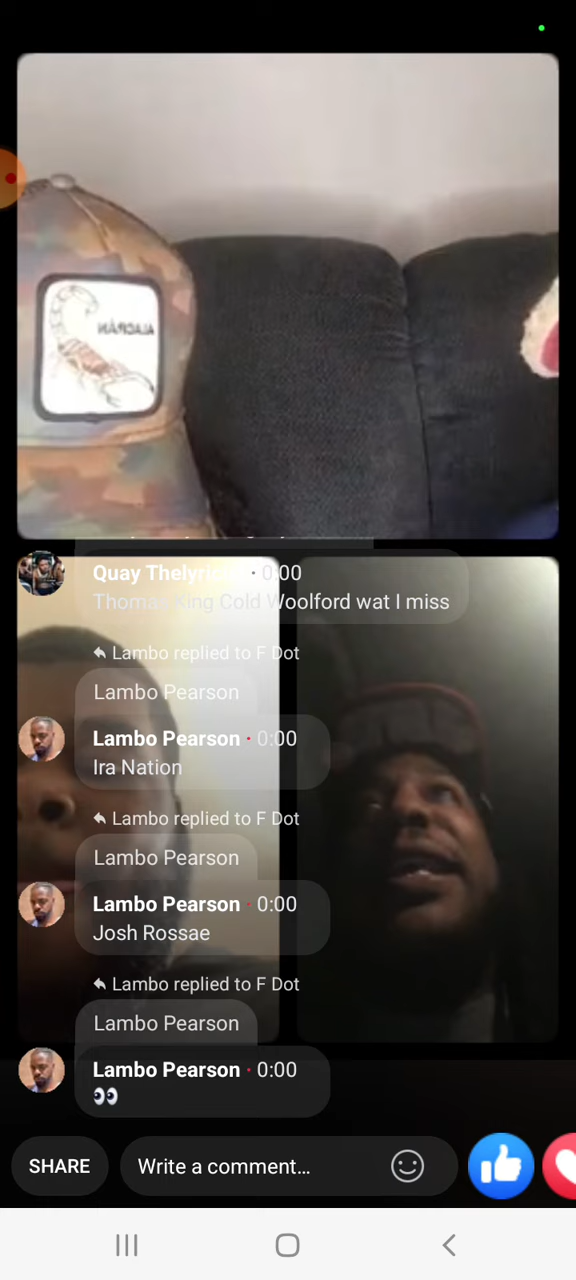 ALACRÁN
Quay Thelyric · 0:00
Thomas King Cold Woolford wat I miss
Lambo replied to F Dot
Lambo Pearson
Lambo Pearson · 0:00
Ira Nation
Lambo replied to F Dot
Lambo Pearson
Lambo Pearson · 0:00
Josh Rossae
Lambo replied to F Dot
Lambo Pearson
Lambo Pearson · 0:00
👀
SHARE
Write a comment...